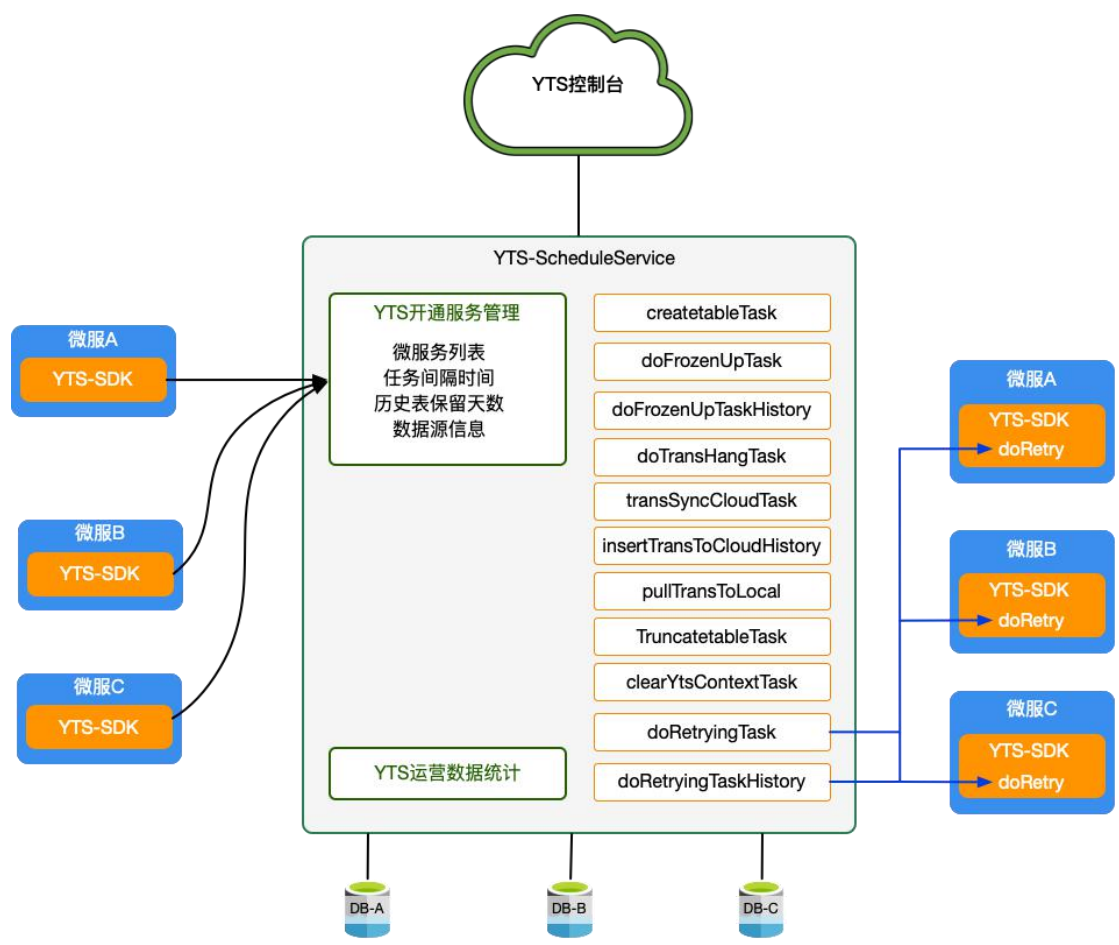 YTS控制台
YTS-ScheduleService
微服A
YTS-SDK
微服B
YTS-SDK
微服C
YTS-SDK
YTS开通服务管理
微服务列表
任务间隔时间
历史表保留天数
数据源信息
YTS运营数据统计
createtableTask
doFrozenUpTask
doFrozenUpTaskHistory
doTransHangTask
transSyncCloudTask
insertTransToCloudHistory
pullTransToLocal
TruncatetableTask
clearYtsContextTask
doRetryingTask
doRetryingTaskHistory
微服A
YTS-SDK
doRetry
微服B
YTS-SDK
doRetry
微服C
YTS-SDK
doRetry
DB-A
DB-B
DB-C